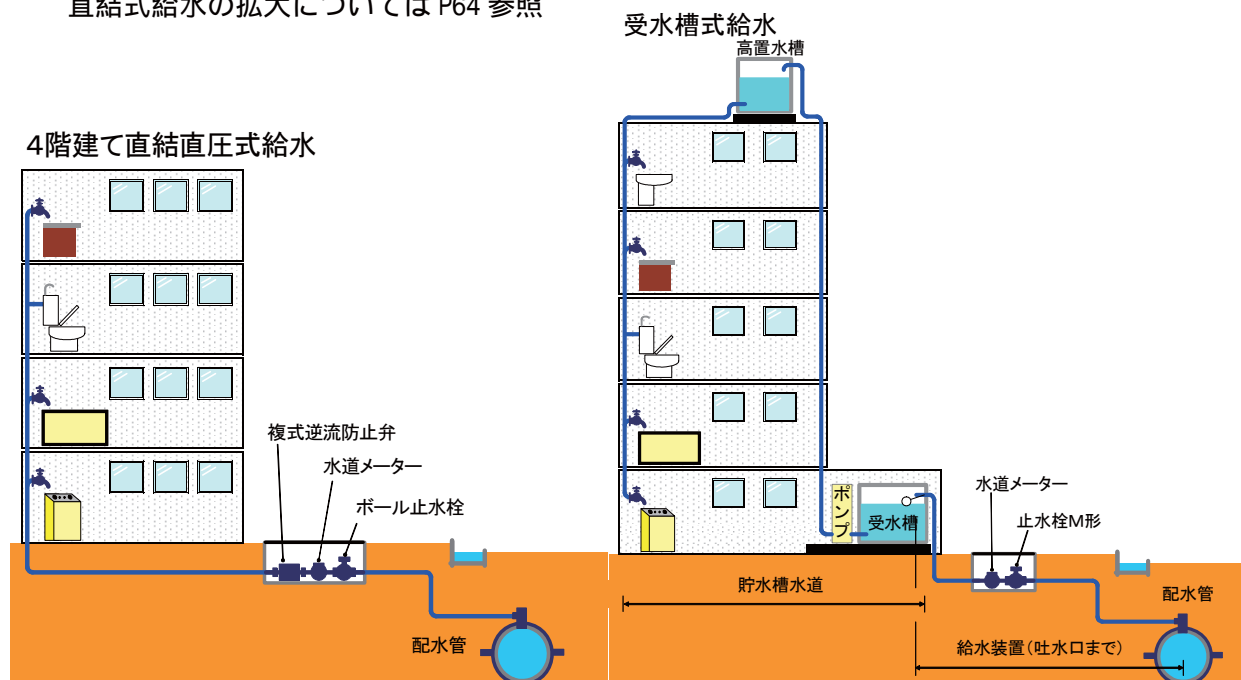 直結式給水の拡大については P64 参照
受水槽式給水
高置水槽
4階建て直結直圧式給水
複式逆流防止弁
水道メーター
ボール止水栓
配水管
ポンプ
受水槽
水道メーター
止水栓M形
貯水槽水道
配水管
給水装置(吐水口まで)